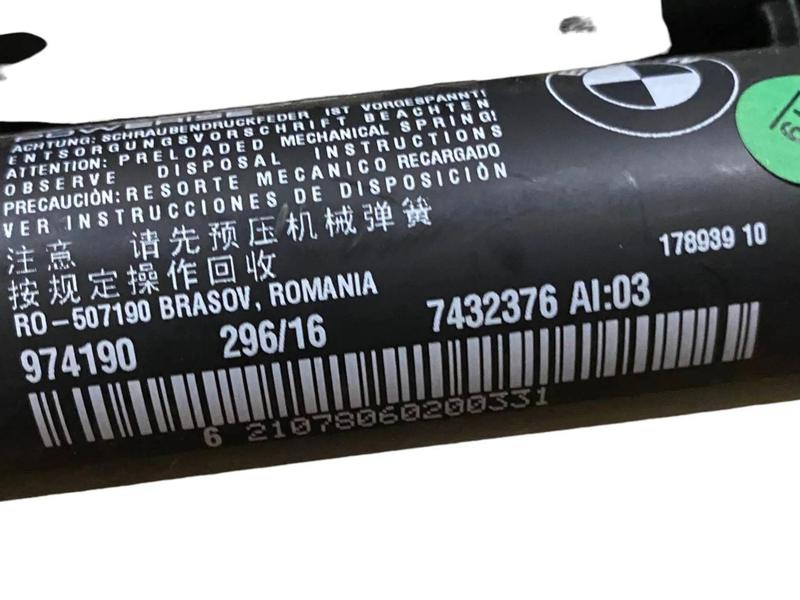 ACHTUNG: SCHRAUBENDRUCKFEDER IST VORGESPANNT!
ENTSORGUNGSVORSCHRIFT BEACHTEN
ATTENTION: PRELOADED MECHANICAL SPRING!
OBSERVE DISPOSAL INSTRUCTIONS
PRECAUCIÓN: RESORTE MECANICO RECARGADO
VER INSTRUCCIONES DE DISPOSICIÒN
注意 请先预压机械弹簧
按规定操作回收
178939 10
RO-507190 BRASOV, ROMANIA
974190 296/16 7432376 AI:03
6 21078060200331